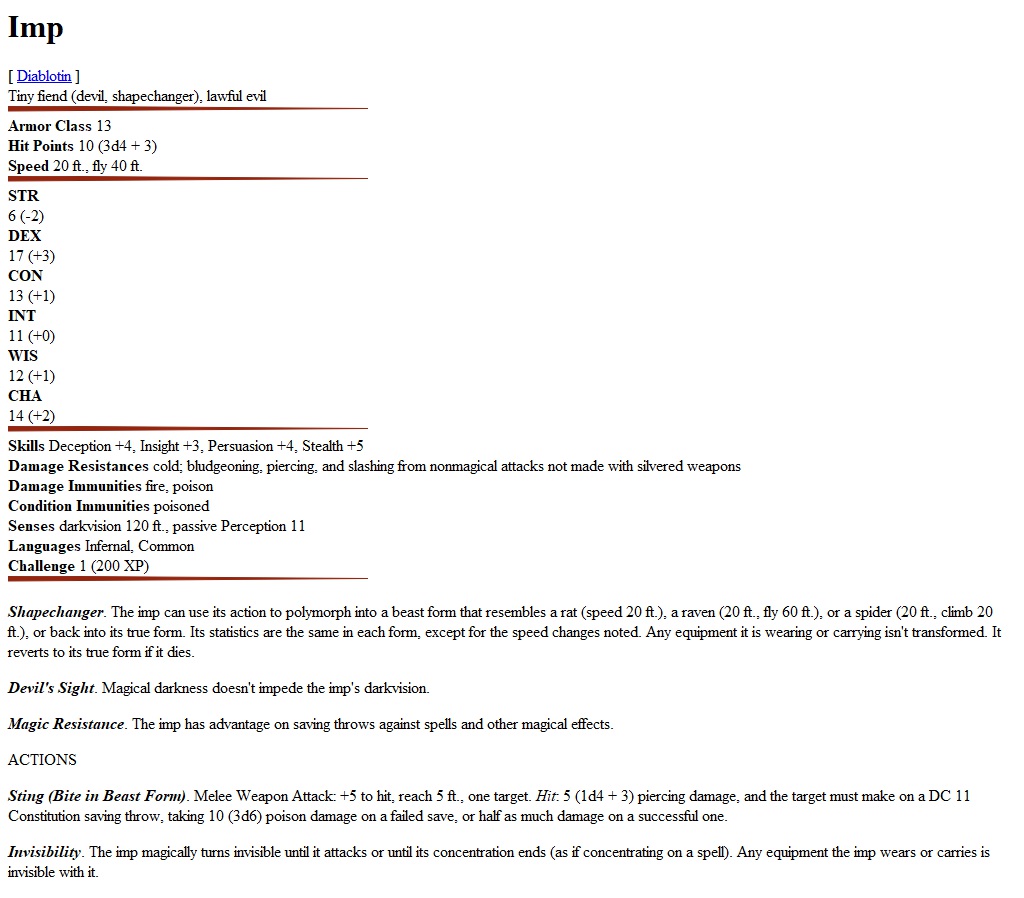 Imp
[ Diablotin ]
Tiny fiend (devil, shapechanger), lawful evil
Armor Class 13
Hit Points 10 (3d4 + 3)
Speed 20 ft., fly 40 ft.
STR
6 (-2)
DEX
17 (+3)
CON
13 (+1)
INT
11 (+0)
WIS
12 (+1)
CHA
14 (+2)
Skills Deception +4, Insight +3, Persuasion +4, Stealth +5
Damage Resistances cold; bludgeoning, piercing, and slashing from nonmagical attacks not made with silvered weapons
Damage Immunities fire, poison
Condition Immunities poisoned
Senses darkvision 120 ft., passive Perception 11
Languages Infernal, Common
Challenge 1 (200 XP)
Shapechanger. The imp can use its action to polymorph into a beast form that resembles a rat (speed 20 ft.), a raven (20 ft., fly 60 ft.), or a spider (20 ft., climb 20
ft.), or back into its true form. Its statistics are the same in each form, except for the speed changes noted. Any equipment it is wearing or carrying isn't transformed. It
reverts to its true form if it dies.
Devil's Sight. Magical darkness doesn't impede the imp's darkvision.
Magic Resistance. The imp has advantage on saving throws against spells and other magical effects.
ACTIONS
Sting (Bite in Beast Form). Melee Weapon Attack: +5 to hit, reach 5 ft., one target. Hit: 5 (1d4 + 3) piercing damage, and the target must make on a DC 11
Constitution saving throw, taking 10 (3d6) poison damage on a failed save, or half as much damage on a successful one.
Invisibility. The imp magically turns invisible until it attacks or until its concentration ends (as if concentrating on a spell). Any equipment the imp wears or carries is
invisible with it.